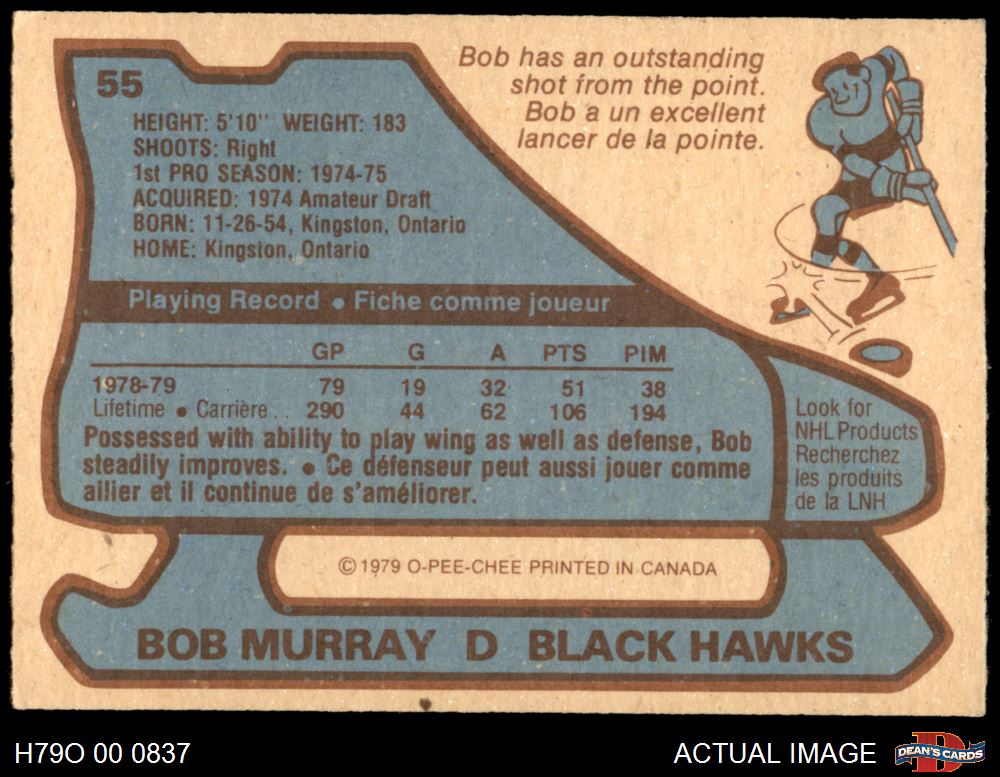 55
Bob has an outstanding
shot from the point.
Bob a un excellent
lancer de la pointe.
HEIGHT: 5'10" WEIGHT: 183
SHOOTS: Right
1st PRO SEASON: 1974-75
ACQUIRED: 1974 Amateur Draft
BORN: 11-26-54, Kingston, Ontario
HOME: Kingston, Ontario
Playing Record • Fiche comme joueur
GP G A PTS PIM
1978-79 79 19 32 51 38
Lifetime • Carrière... 290 44 62 106 194
Possessed with ability to play wing as well as defense, Bob
steadily improves. • Ce défenseur peut aussi jouer comme
ailier et il continue de s'améliorer.
Look for
NHL Products
Recherchez
les produits
de la LNH
© 1979 O-PEE-CHEE PRINTED IN CANADA
BOB MURRAY D BLACK HAWKS
H79O 00 0837
ACTUAL IMAGE
DEAN'S CARDS